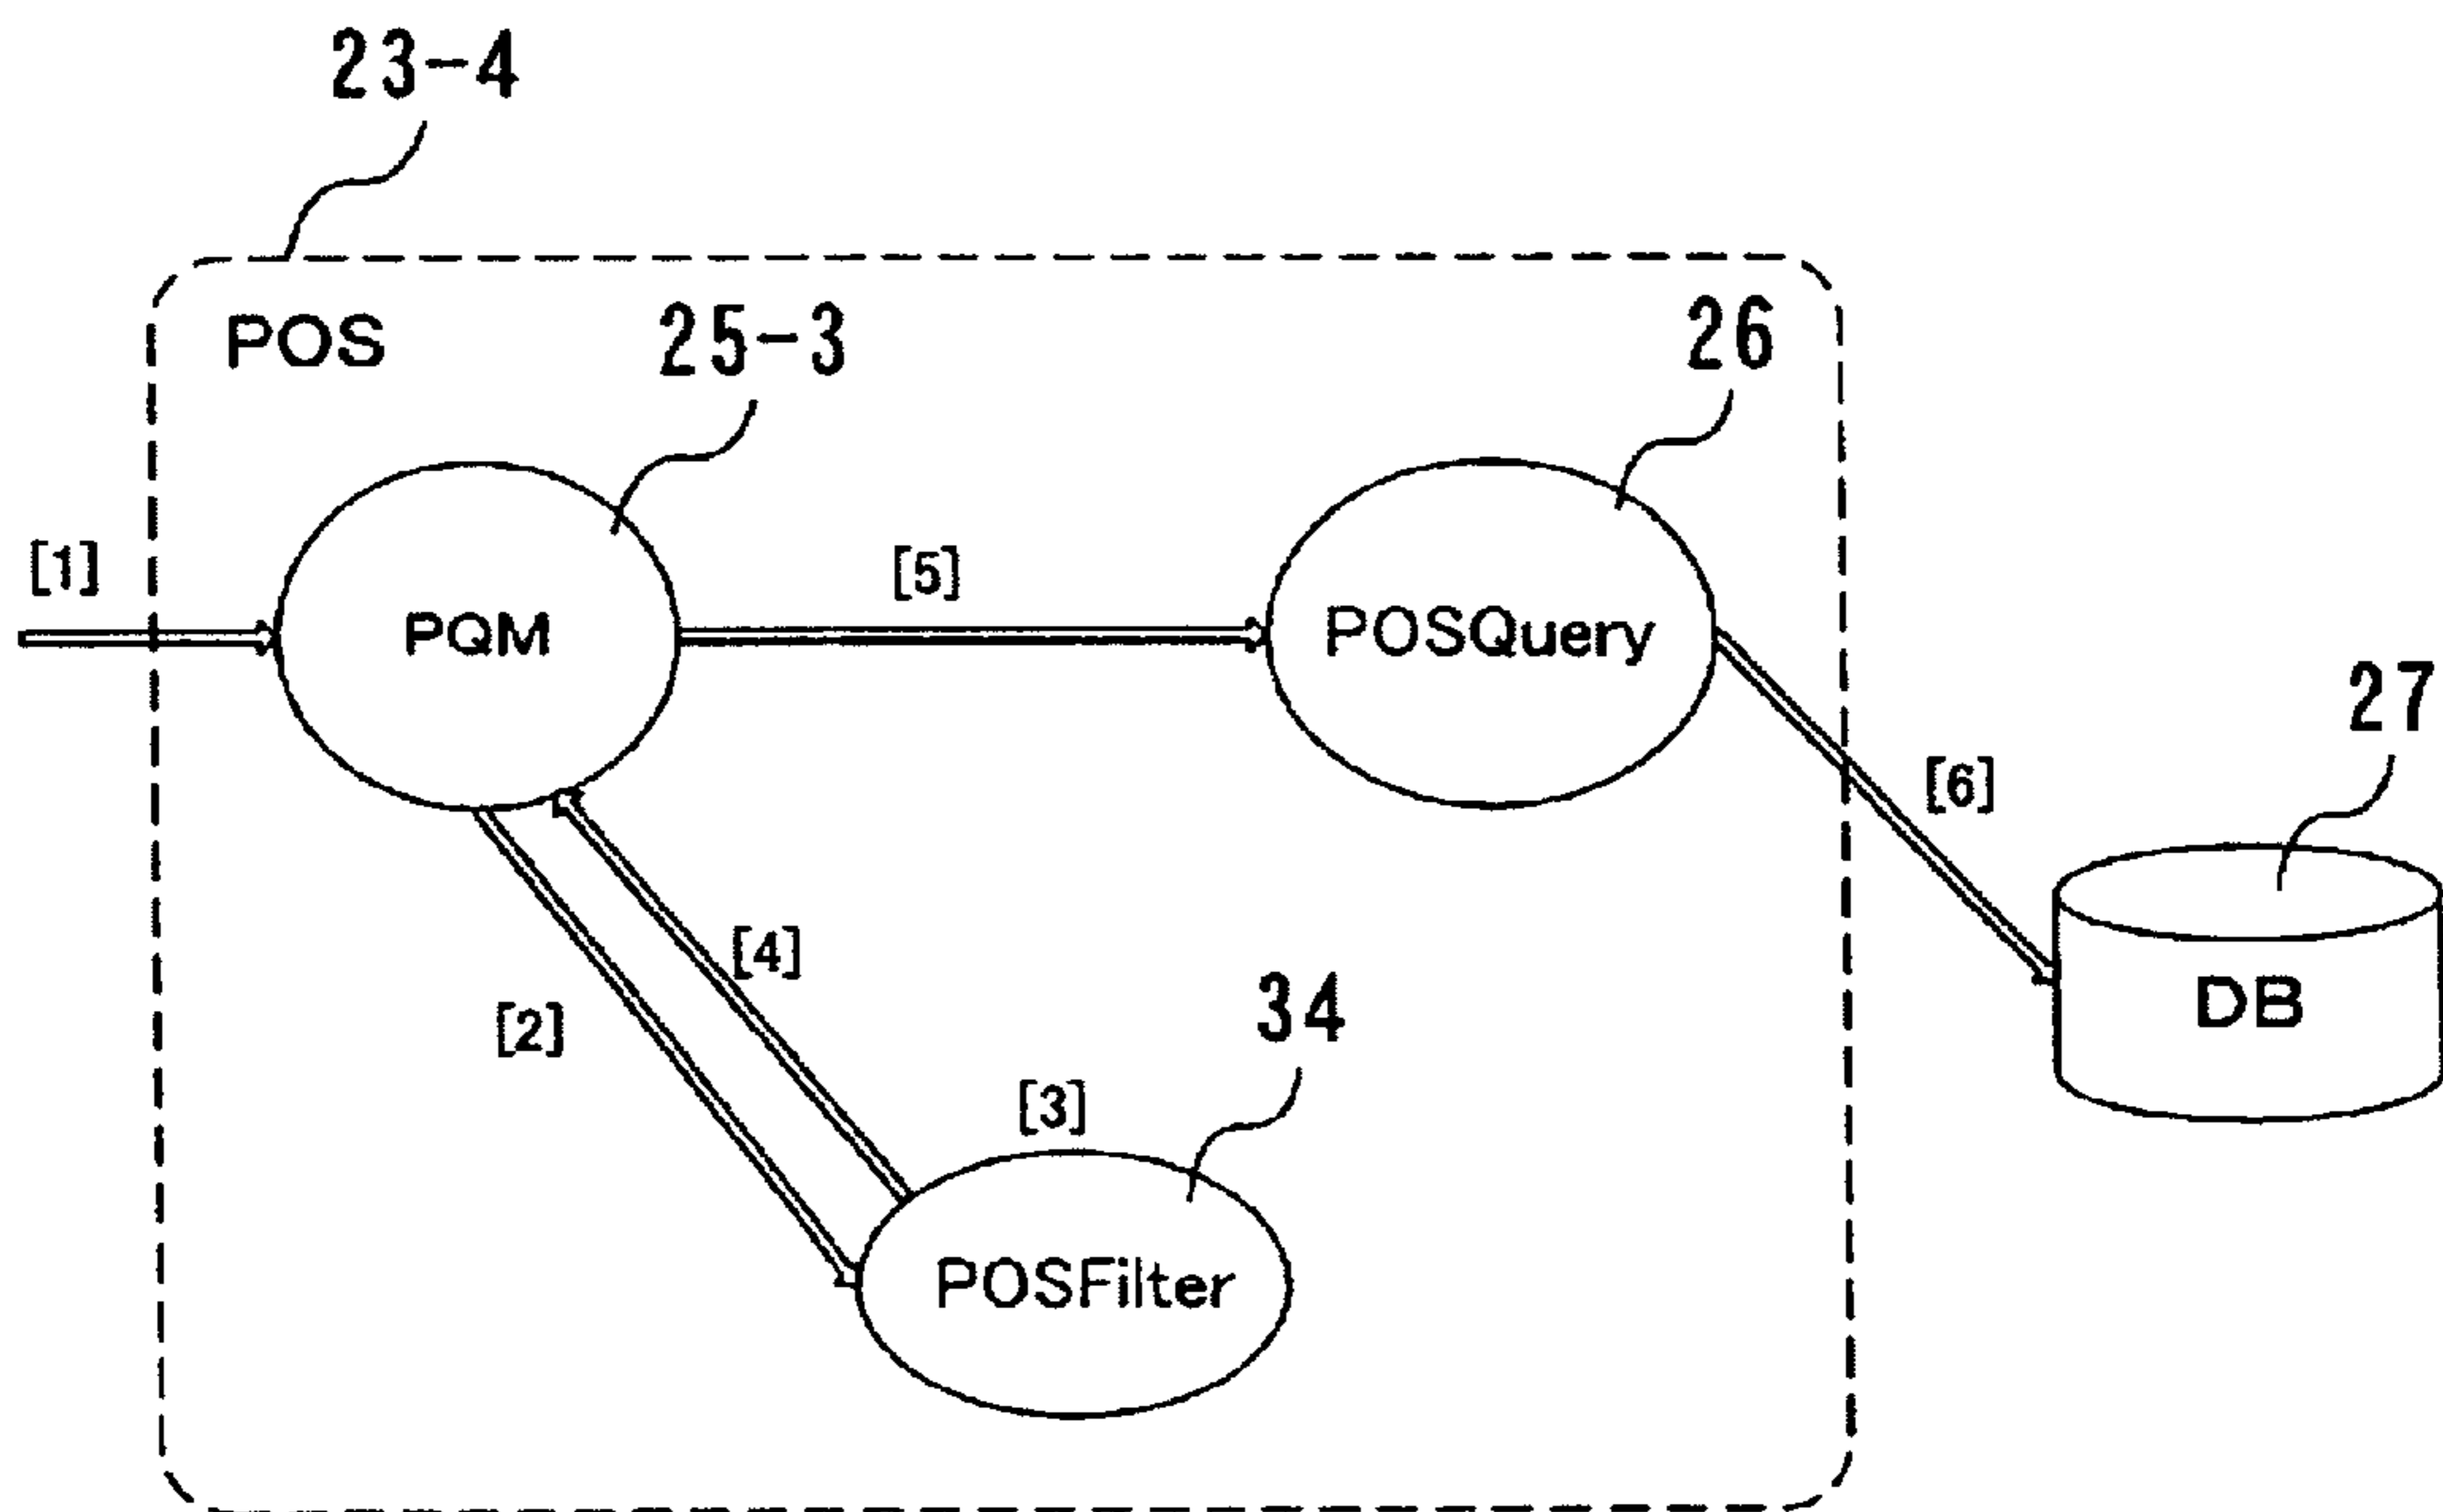 23-4
POS
25-3
26
[1]
[5]
PQM
POSQuery
27
[6]
[4]
[2]
34
DB
[3]
POSFilter